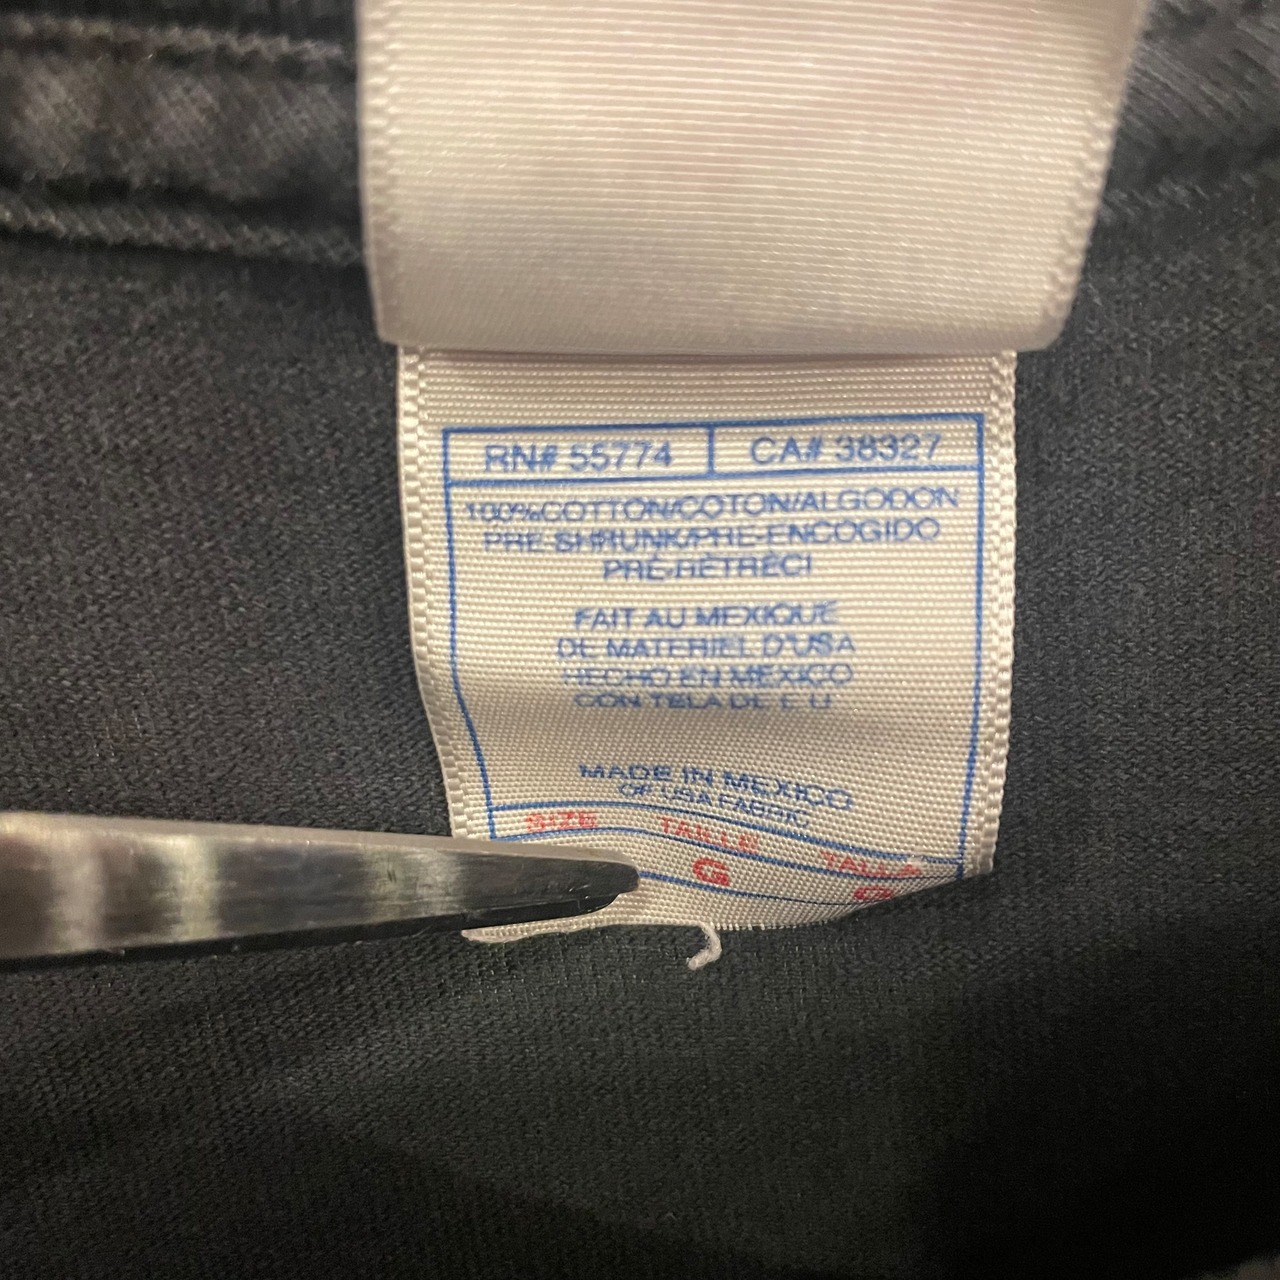 RN# 55774 CA# 38327
100%COTTON/COTON/ALGODON
PRE-SHRUNK/PRE-ENCOGIDO
PRÉ-RÉTRÉCI
FAIT AU MEXIQUE
DE MATERIEL D'USA
HECHO EN MEXICO
CON TELA DE E U
MADE IN MEXICO
OF USA FABRIC
SIZE TAILLE TALLA
G G